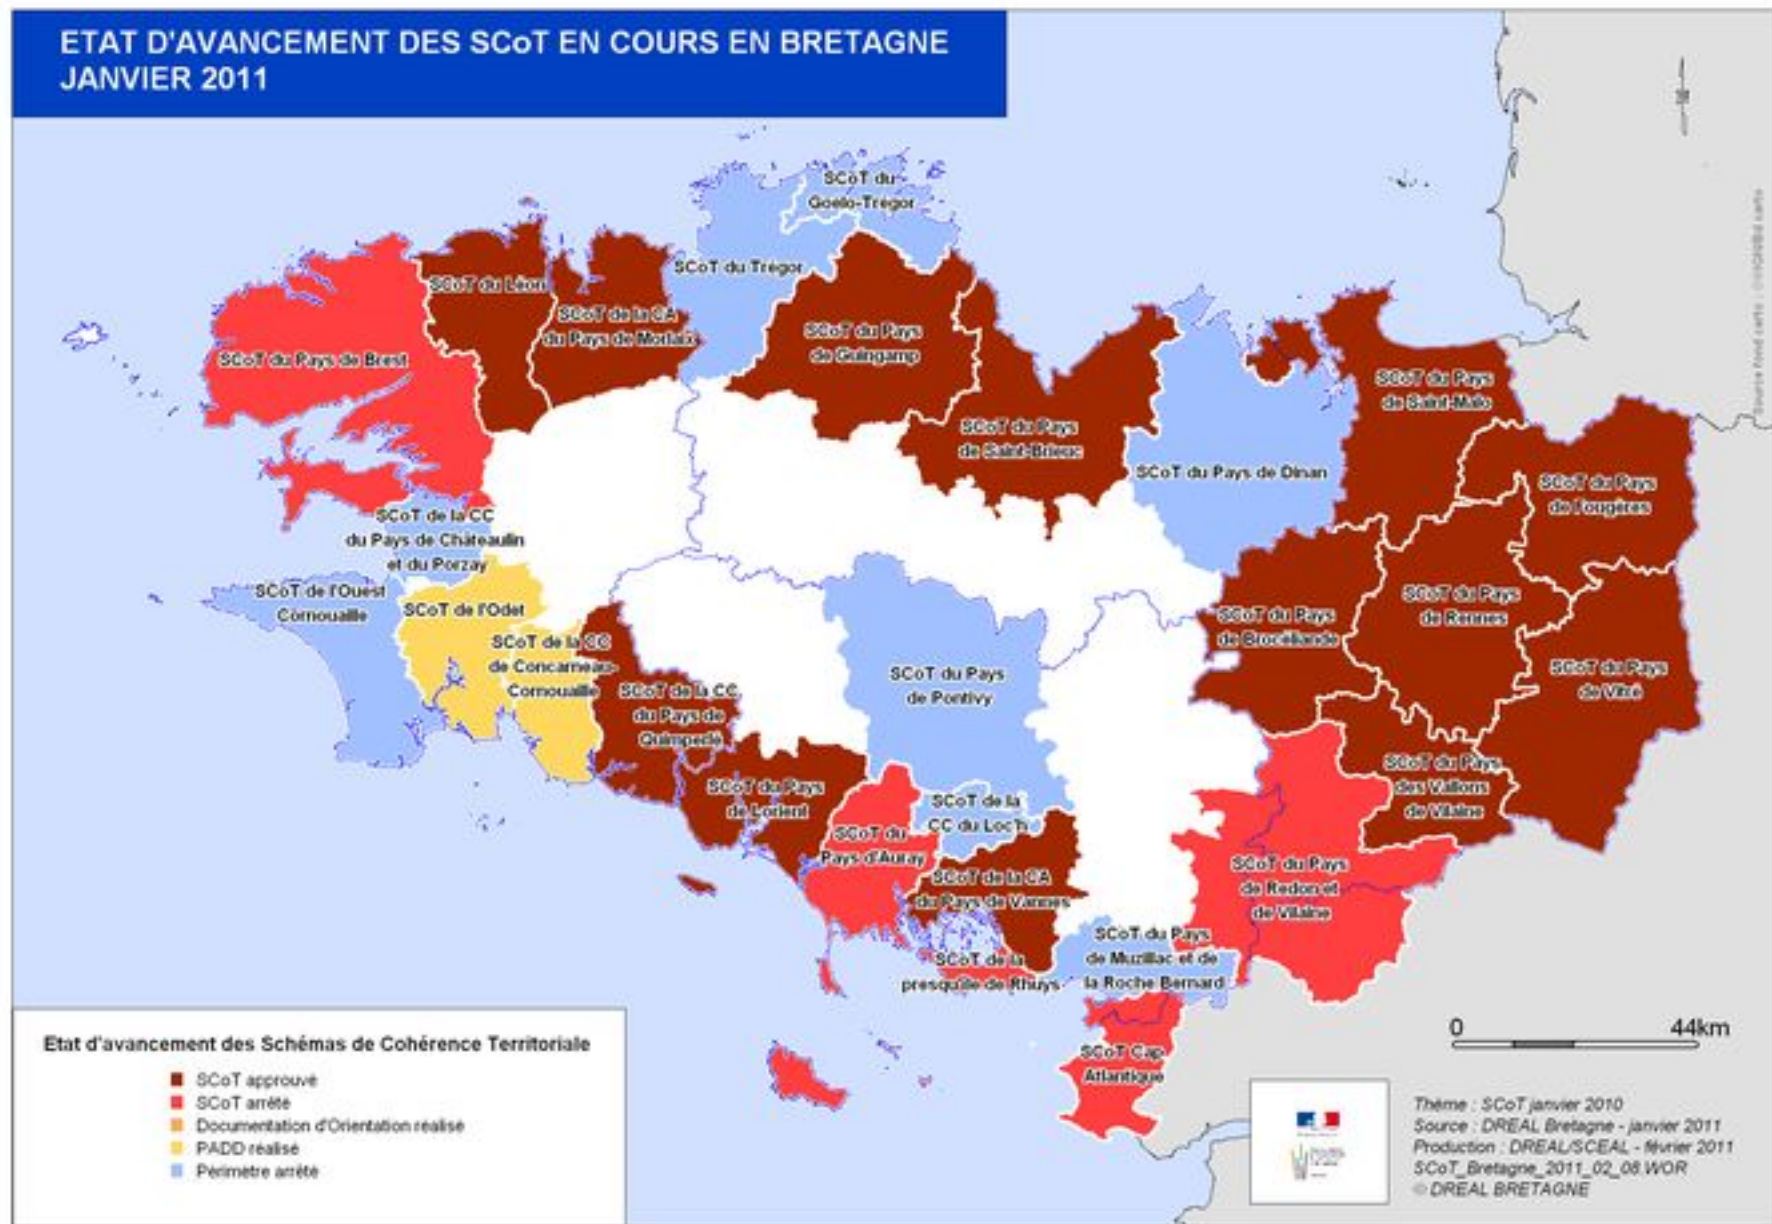 ETAT D'AVANCEMENT DES SCoT EN COURS EN BRETAGNE
JANVIER 2011
SCoT du
Goëlo-Trégor
SCoT du Trégor
SCoT du Léon
SCoT de la CA
du Pays de Morlaix
SCoT du Pays
de Guingamp
SCoT du Pays de Brest
SCoT du Pays
de Saint-Malo
SCoT du Pays
de Saint-Brieuc
SCoT du Pays de Dinan
SCoT du Pays
de Fougères
SCoT de la CC
du Pays de Châteaulin
et du Porzay
SCoT de l'Ouest
Cornouaille
SCoT de l'Odet
SCoT de la CC
de Concarneau-
Cornouaille
SCoT du Pays
de Brocéliande
SCoT du Pays
de Rennes
SCoT du Pays
de Vitré
SCoT du Pays
de Pontivy
SCoT de la CC
du Pays de
Quimperlé
SCoT du Pays
de Lorient
SCoT du
Pays d'Auray
SCoT de la
CC du Loc'h
SCoT du Pays
des Vallons
de Vilaine
SCoT de la CA
du Pays de Vannes
SCoT du Pays
de Redon et
de Vilaine
SCoT de la
presqu'ile de Rhuys
SCoT du Pays
de Muzillac et de
la Roche Bernard
SCoT Cap
Atlantique
0 44km
Etat d'avancement des Schémas de Cohérence Territoriale
SCoT approuvé
SCoT arrêté
Documentation d'Orientation réalisé
PADD réalisé
Périmètre arrêté
Thème : SCoT janvier 2010
Source : DREAL Bretagne - janvier 2011
Production : DREAL/SCEAL - février 2011
SCoT_Bretagne_2011_02_08.WOR
© DREAL BRETAGNE
Source fond carte :